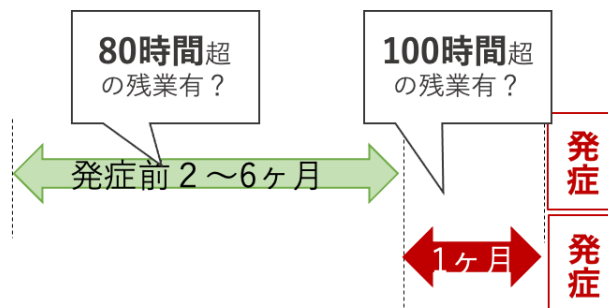 80時間超
の残業有？
100時間超
の残業有？
発症前２～6ヶ月
発症
1ヶ月
発症